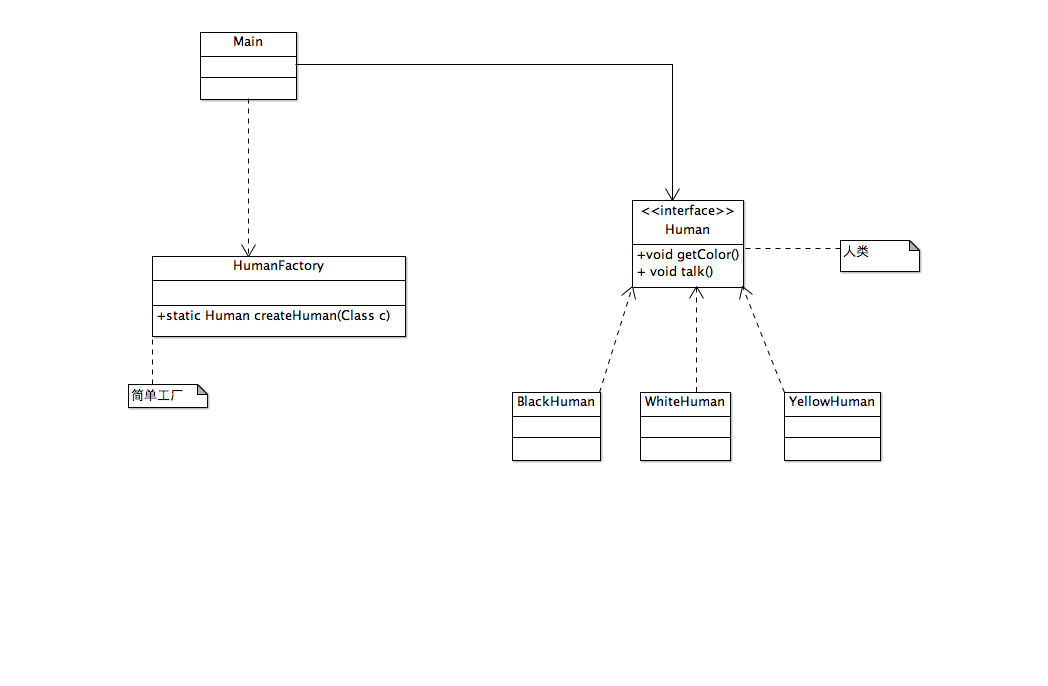 Main
<<interface>>
Human
+void getColor()
+ void talk()
人类
HumanFactory
+static Human createHuman(Class c)
简单工厂
BlackHuman
WhiteHuman
YellowHuman